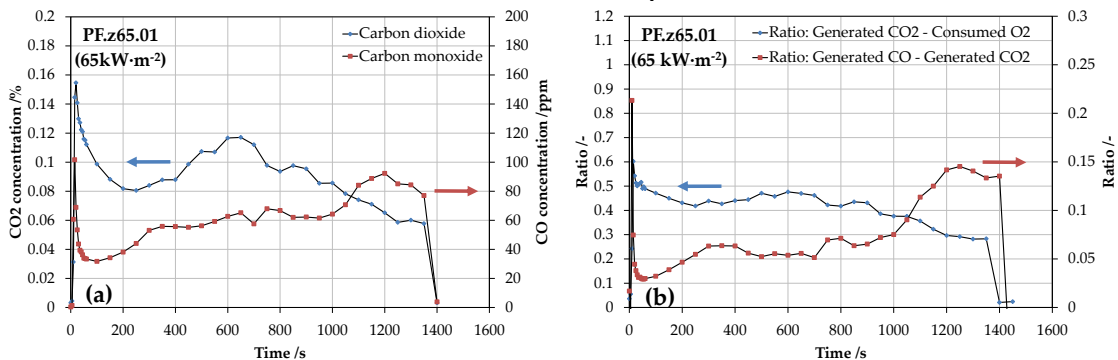 PF.z65.01
(65kW·m-2)
Carbon dioxide
Carbon monoxide
CO2 concentration /%
0.2
0.18
0.16
0.14
0.12
0.1
0.08
0.06
0.04
0.02
0
200
180
160
140
120
100
80
60
40
20
0
CO concentration /ppm
(a)
0 200 400 600 800 1000 1200 1400 1600
Time /s
PF.z65.01
(65 kW·m-2)
Ratio: Generated CO2 - Consumed O2
Ratio: Generated CO - Generated CO2
Ratio /-
1.2
1.1
1
0.9
0.8
0.7
0.6
0.5
0.4
0.3
0.2
0.1
0
0.3
0.25
0.2
0.15
0.1
0.05
0
Ratio /-
(b)
0 200 400 600 800 1000 1200 1400 1600
Time /s